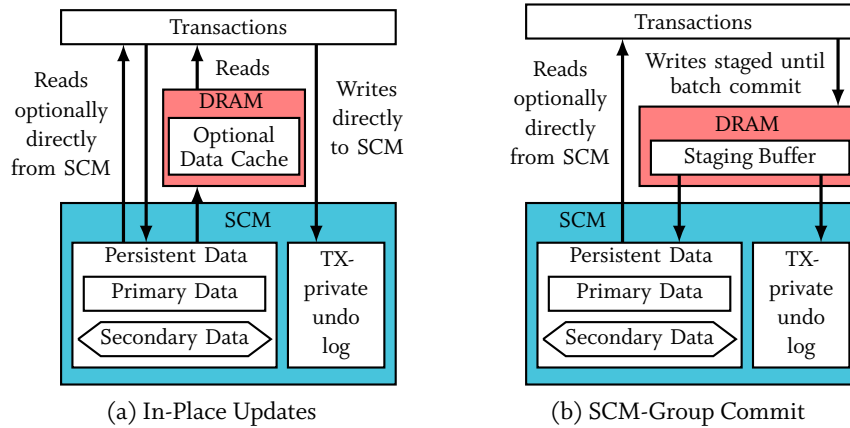 Transactions
Reads
optionally
directly
from SCM
Reads
DRAM
Optional
Data Cache
Writes
directly
to SCM
SCM
Persistent Data
Primary Data
Secondary Data
TX-
private
undo
log
(a) In-Place Updates
Transactions
Reads
optionally
directly
from SCM
Writes staged until
batch commit
DRAM
Staging Buffer
SCM
Persistent Data
Primary Data
Secondary Data
TX-
private
undo
log
(b) SCM-Group Commit